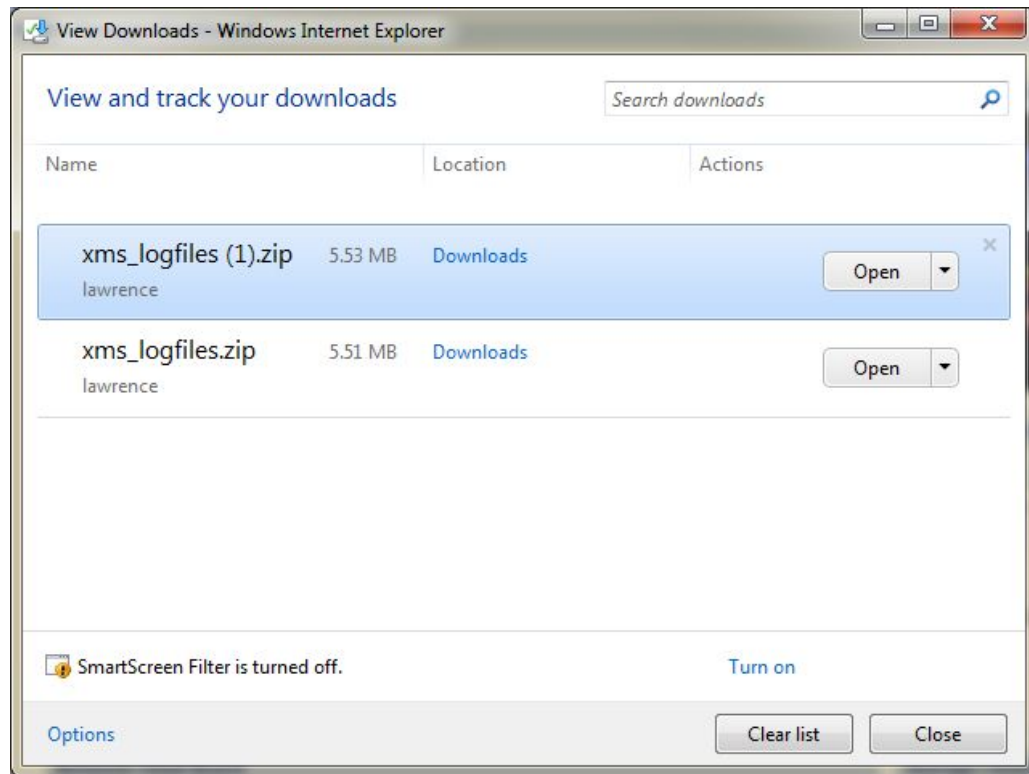 View Downloads - Windows Internet Explorer
View and track your downloads
Search downloads
Name Location Actions
xms_logfiles (1).zip 5.53 MB Downloads Open
lawrence
xms_logfiles.zip 5.51 MB Downloads Open
lawrence
SmartScreen Filter is turned off. Turn on
Options Clear list Close